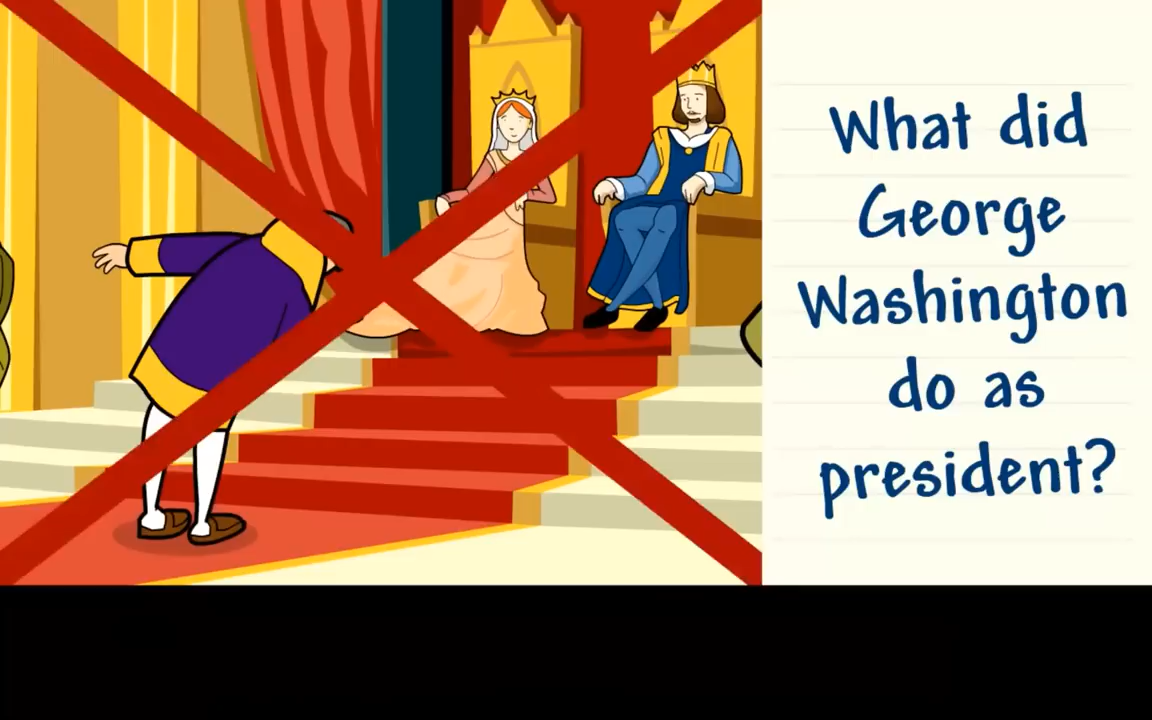 What did
George
Washington
do as
president?